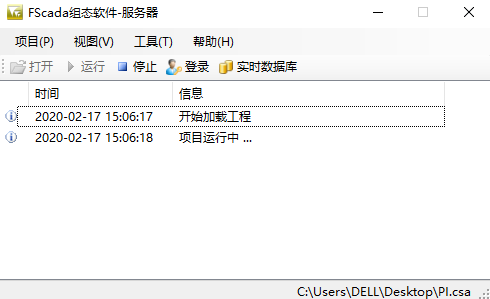 FScada组态软件-服务器
项目(P) 视图(V) 工具(T) 帮助(H)
打开 运行 停止 登录 实时数据库
时间 信息
2020-02-17 15:06:17 开始加载工程
2020-02-17 15:06:18 项目运行中 ...
C:\Users\DELL\Desktop\PI.csa